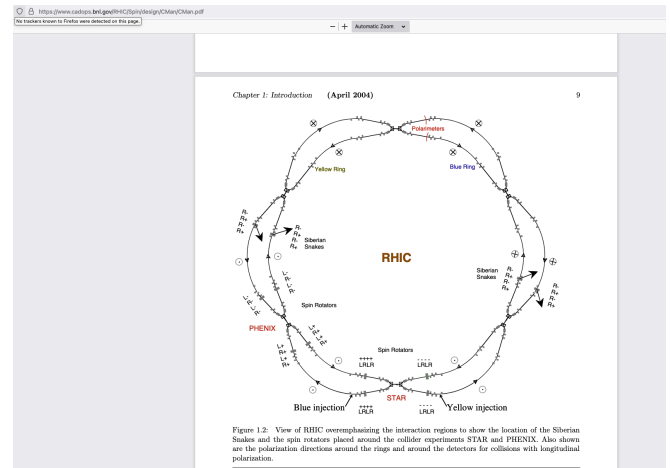 https://www.cadops.bnl.gov/RHIC/Spin/design/CMan/CMan.pdf
No trackers known to Firefox were detected on this page.
− + Automatic Zoom
Chapter 1: Introduction (April 2004) 9
Polarimeters
Yellow Ring
Blue Ring
R-
R+
R-
R+
R-
R+
R-
R+
Siberian
Snakes
RHIC
Siberian
Snakes
R-
R+
R-
R+
R-
R+
R-
R+
Spin Rotators
PHENIX
L+
R+
L+
R+
Spin Rotators
++++
LRLR
- - - -
LRLR
STAR
Blue injection
++++
LRLR
- - - -
LRLR
Yellow injection
Figure 1.2: View of RHIC overemphasizing the interaction regions to show the location of the Siberian
Snakes and the spin rotators placed around the collider experiments STAR and PHENIX. Also shown
are the polarization directions around the rings and around the detectors for collisions with longitudinal
polarization.